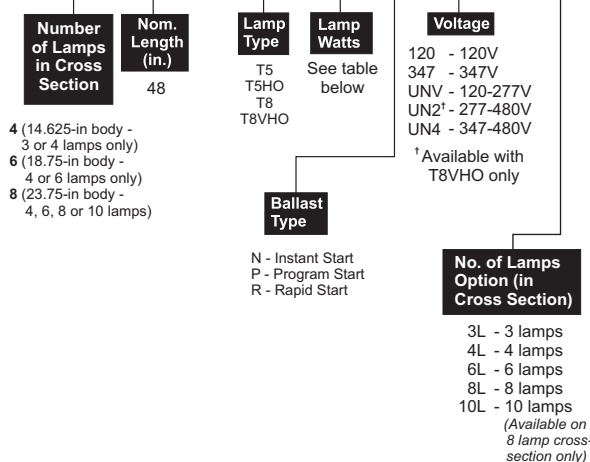 Number
of Lamps
in Cross
Section
4 (14.625-in body -
3 or 4 lamps only)
6 (18.75-in body -
4 or 6 lamps only)
8 (23.75-in body -
4, 6, 8 or 10 lamps)
Nom.
Length
(in.)
48
Lamp
Type
T5
T5HO
T8
T8VHO
Lamp
Watts
See table
below
Ballast
Type
N - Instant Start
P - Program Start
R - Rapid Start
Voltage
120 - 120V
347 - 347V
UNV - 120-277V
UN2† - 277-480V
UN4 - 347-480V
† Available with
T8VHO only
No. of Lamps
Option (in
Cross Section)
3L - 3 lamps
4L - 4 lamps
6L - 6 lamps
8L - 8 lamps
10L - 10 lamps
(Available on
8 lamp cross-
section only)